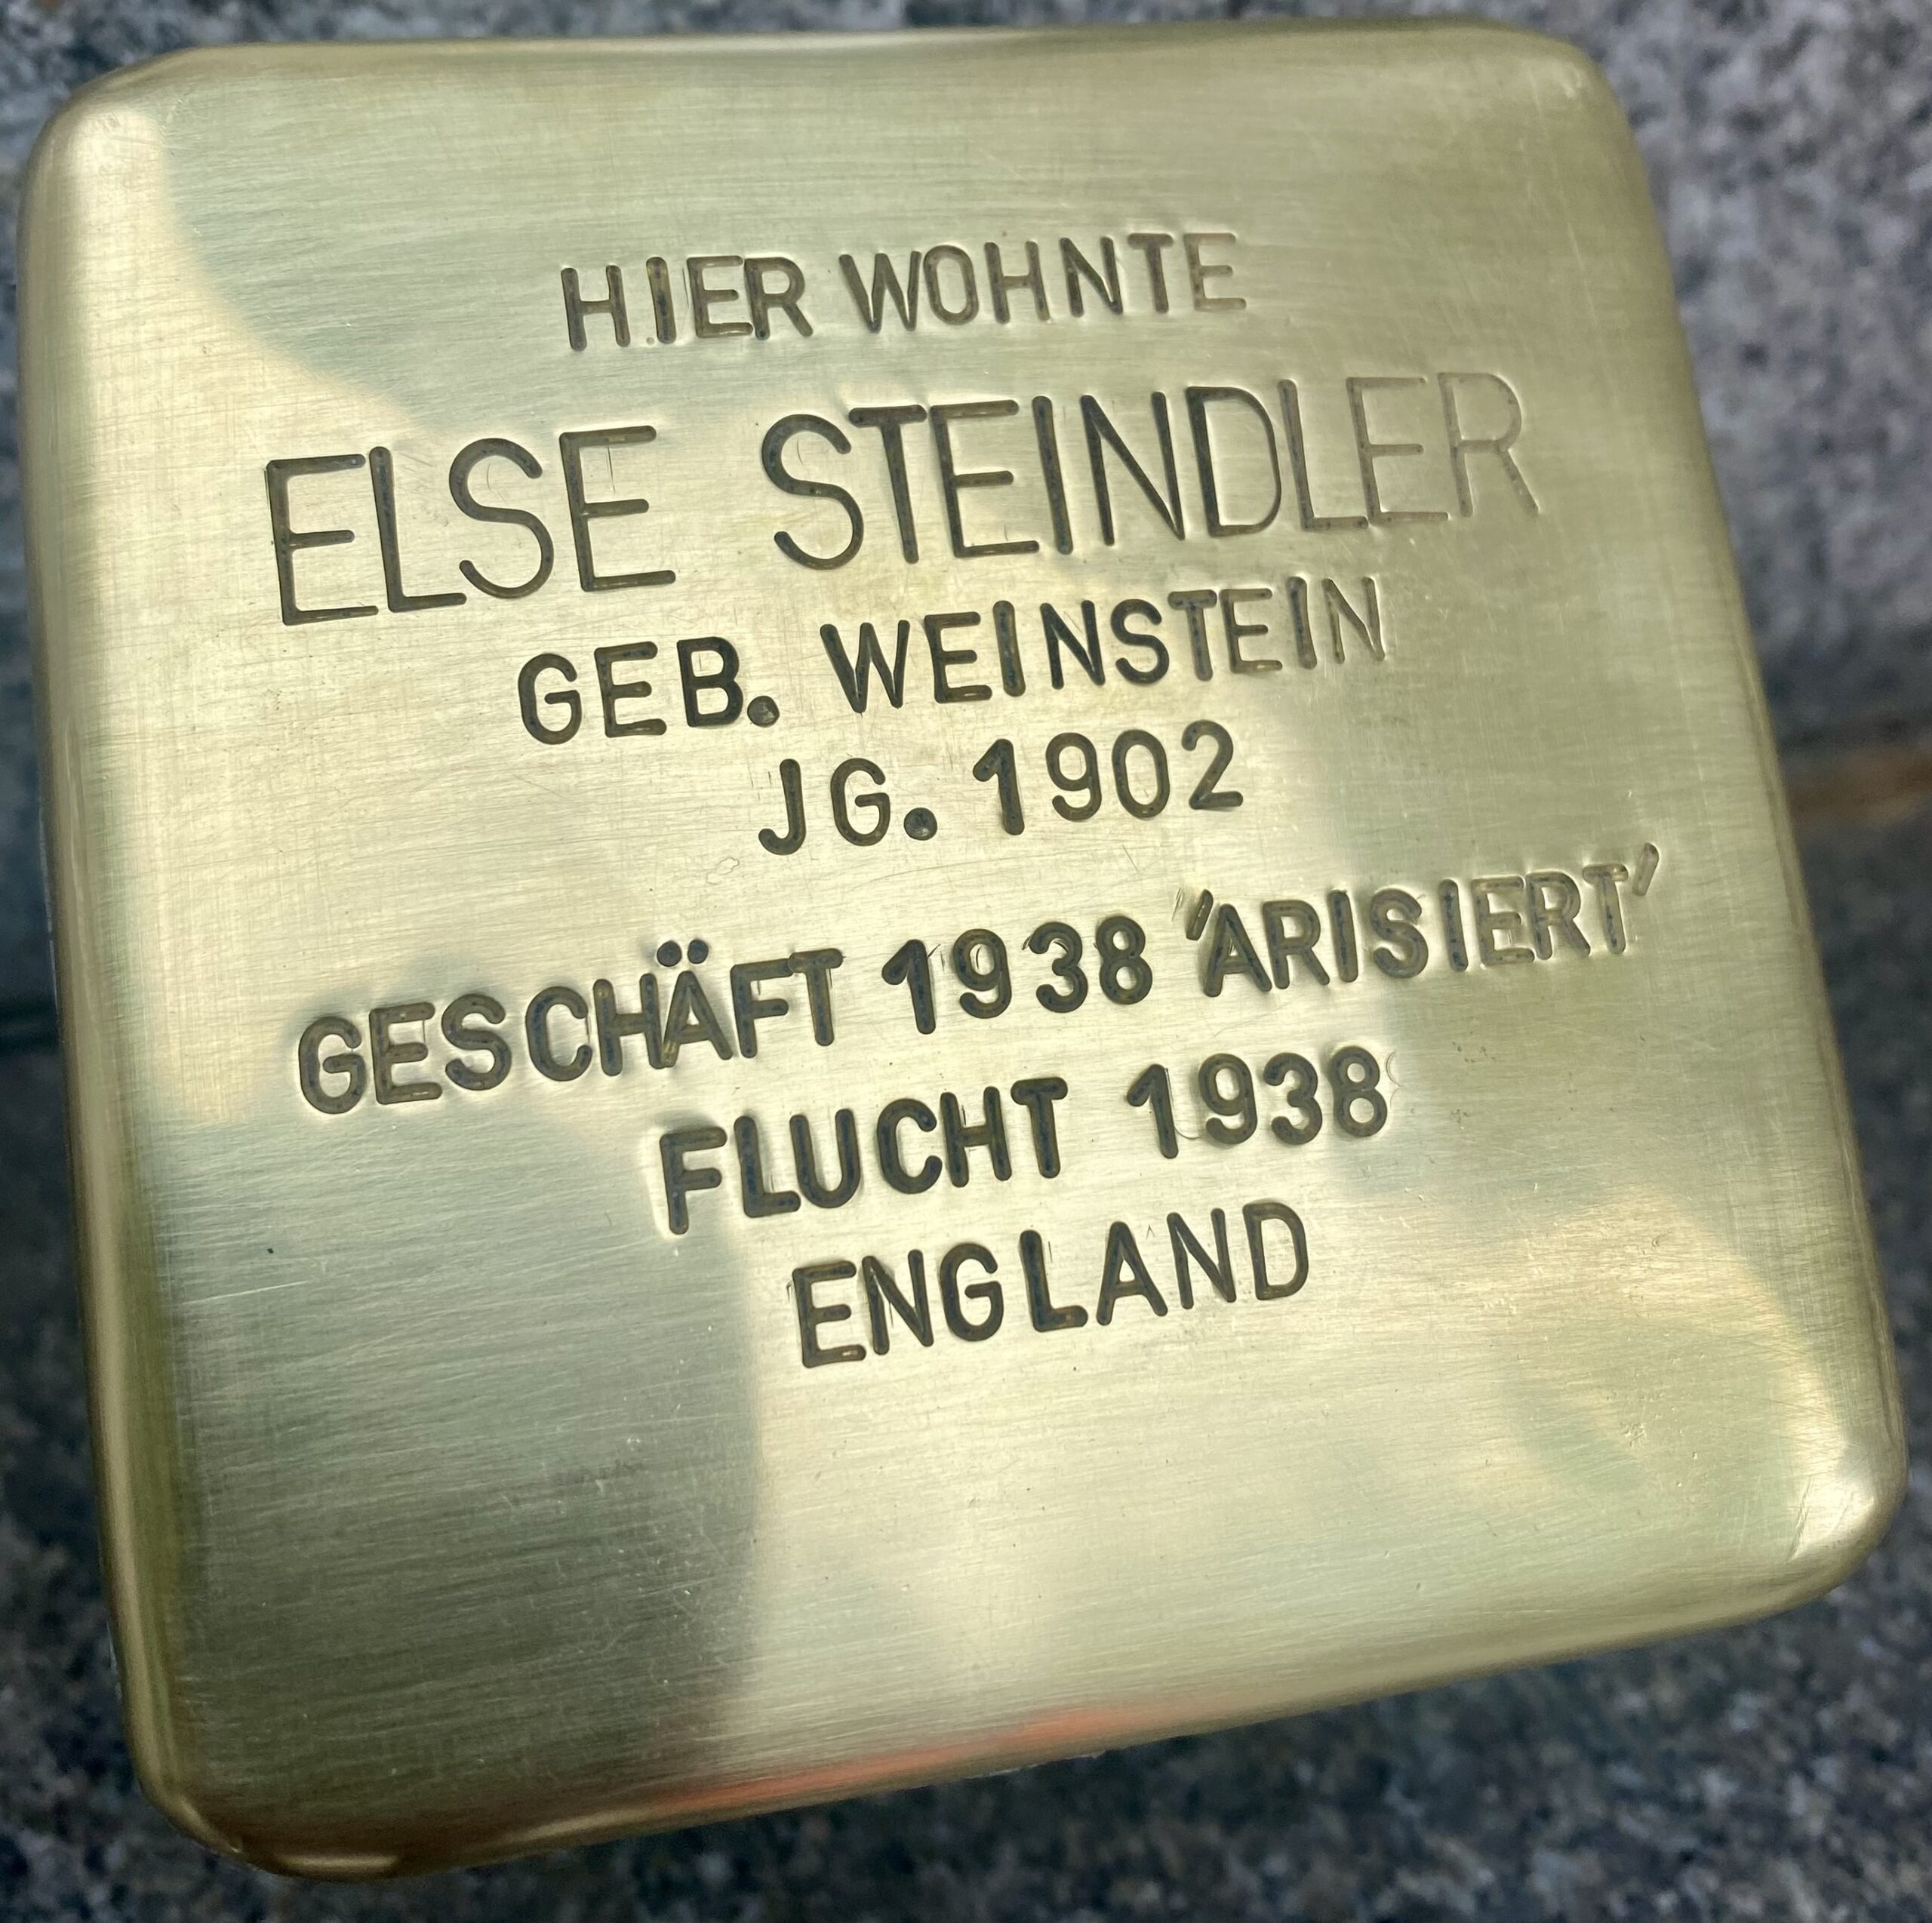 HIER WOHNTE
ELSE STEINDLER
GEB. WEINSTEIN
JG. 1902
GESCHÄFT 1938 'ARISIERT'
FLUCHT 1938
ENGLAND